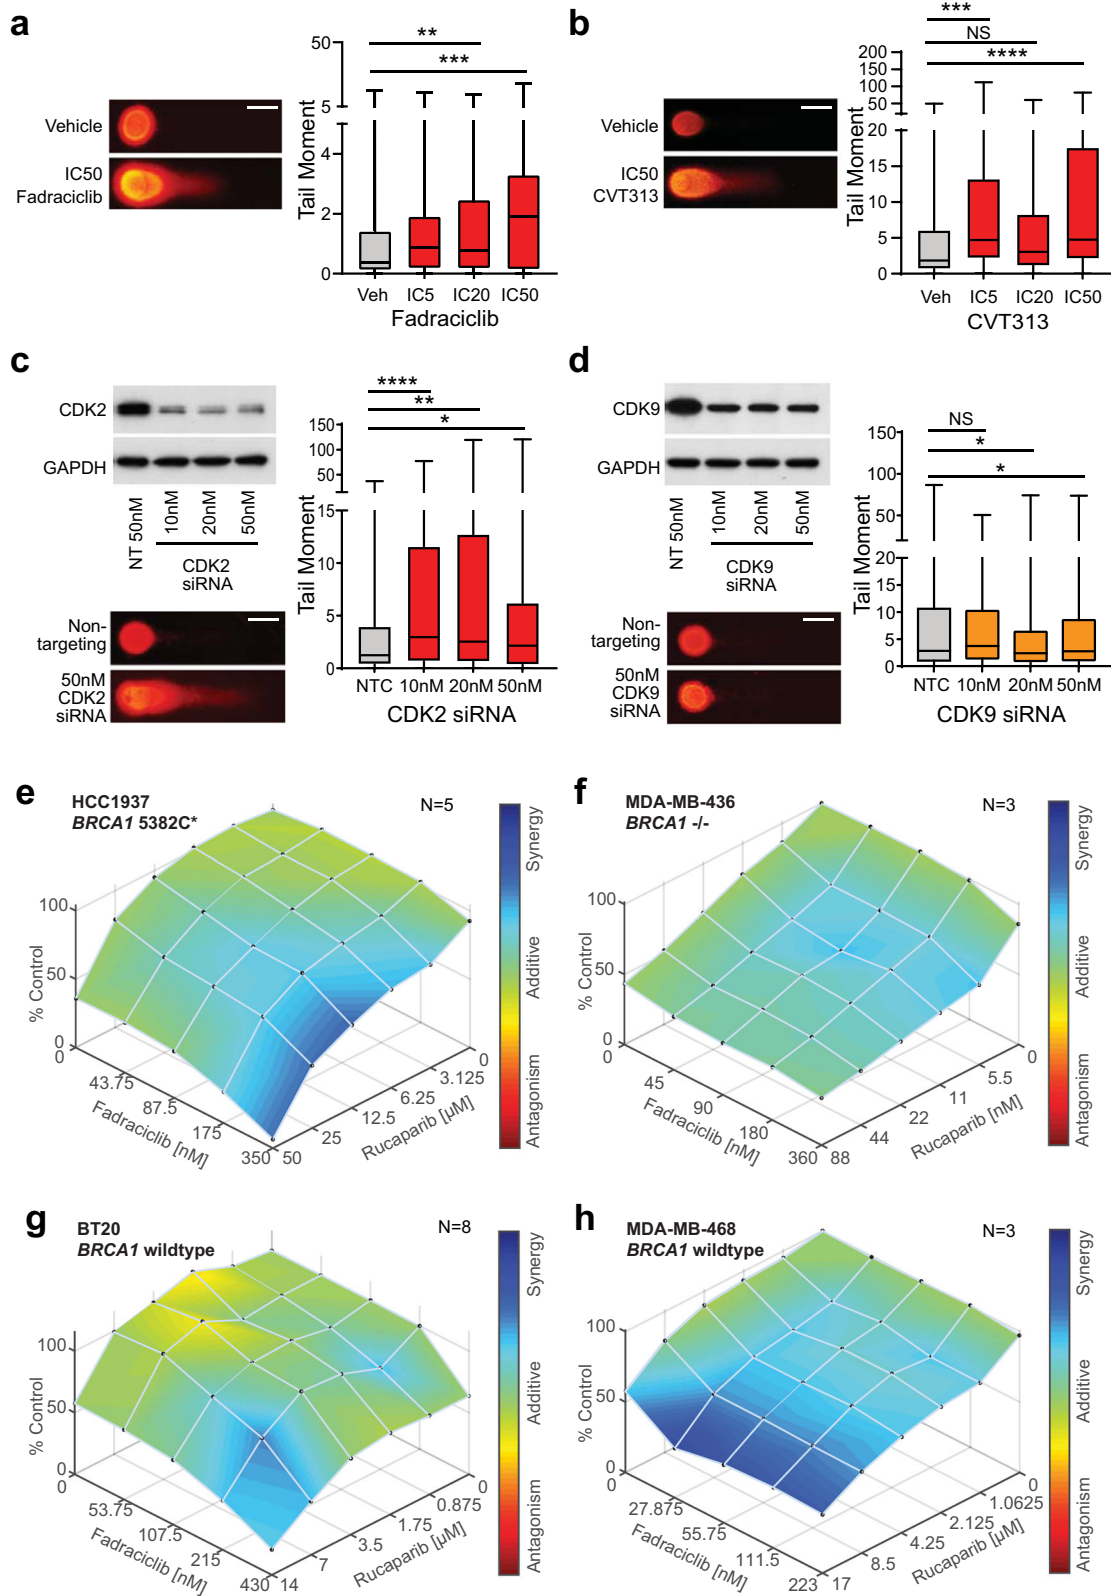 a
Vehicle
IC50
Fadraciclib
Tail Moment
50
5
4
2
0
**
***
Veh IC5 IC20 IC50
Fadraciclib
b
Vehicle
IC50
CVT313
Tail Moment
200
150
100
50
20
15
10
5
0
***
NS
****
Veh IC5 IC20 IC50
CVT313
c
CDK2
GAPDH
NT 50nM
10nM
20nM
50nM
CDK2
siRNA
Non-
targeting
50nM
CDK2
siRNA
Tail Moment
150
100
50
15
10
5
0
****
**
*
NTC 10nM 20nM 50nM
CDK2 siRNA
d
CDK9
GAPDH
NT 50nM
10nM
20nM
50nM
CDK9
siRNA
Non-
targeting
50nM
CDK9
siRNA
Tail Moment
150
100
50
20
15
10
5
0
NS
*
*
NTC 10nM 20nM 50nM
CDK9 siRNA
e
HCC1937
BRCA1 5382C*
N=5
% Control
100
50
0
0
43.75
87.5
175
350
Fadraciclib [nM]
50
25
12.5
6.25
3.125
0
Rucaparib [µM]
Synergy
Additive
Antagonism
f
MDA-MB-436
BRCA1 -/-
N=3
% Control
100
50
0
0
45
90
180
360
Fadraciclib [nM]
88
44
22
11
5.5
0
Rucaparib [nM]
Synergy
Additive
Antagonism
g
BT20
BRCA1 wildtype
N=8
% Control
100
50
0
0
53.75
107.5
215
430
Fadraciclib [nM]
14
7
3.5
1.75
0.875
0
Rucaparib [µM]
Synergy
Additive
Antagonism
h
MDA-MB-468
BRCA1 wildtype
N=3
% Control
100
50
0
0
27.875
55.75
111.5
223
Fadraciclib [nM]
17
8.5
4.25
2.125
1.0625
0
Rucaparib [µM]
Synergy
Additive
Antagonism